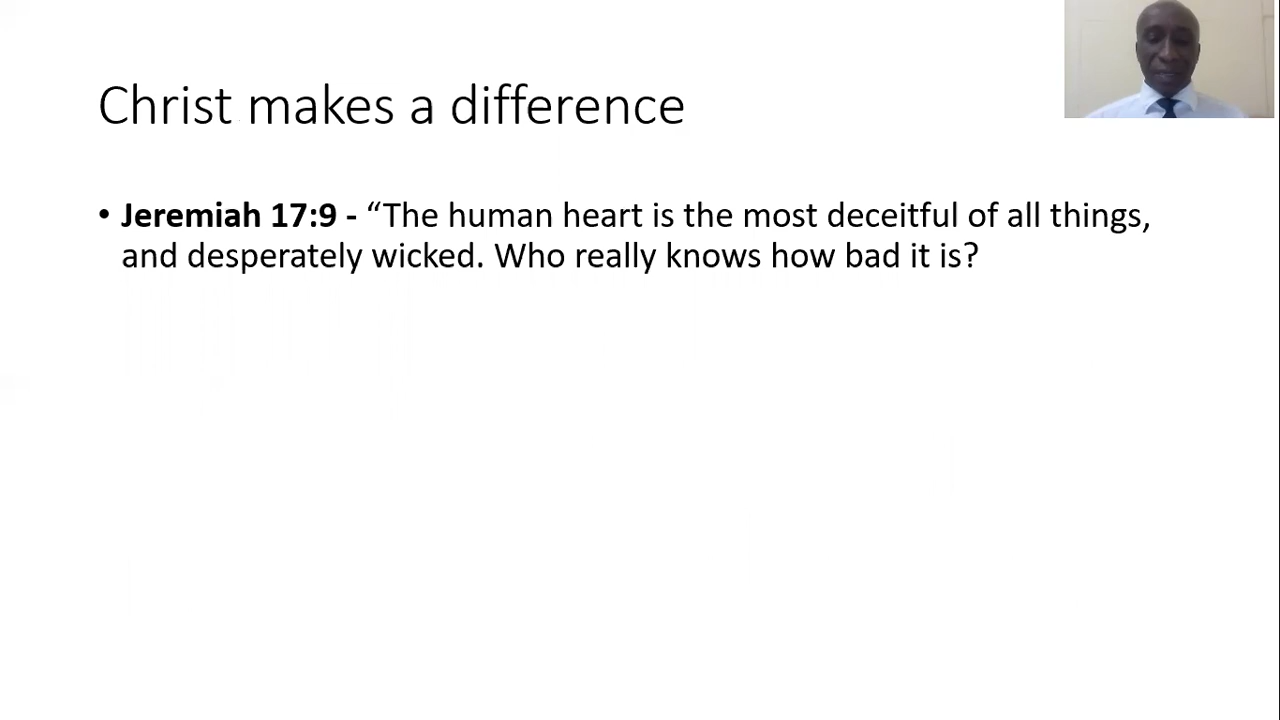 Christ makes a difference
• Jeremiah 17:9 - “The human heart is the most deceitful of all things,
and desperately wicked. Who really knows how bad it is?